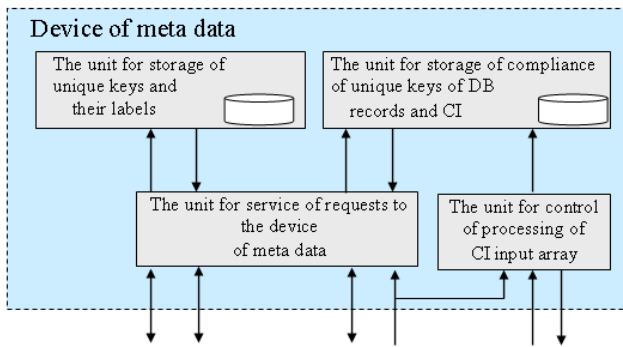 Device of meta data
The unit for storage of
unique keys and
their labels
The unit for storage of compliance
of unique keys of DB
records and CI
The unit for service of requests to
the device
of meta data
The unit for control
of processing of
CI input array